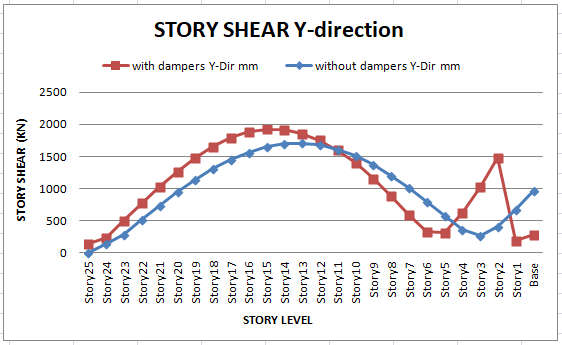 STORY SHEAR Y-direction
with dampers Y-Dir mm
without dampers Y-Dir mm
STORY SHEAR (KN)
2500
2000
1500
1000
500
0
Story25
Story24
Story23
Story22
Story21
Story20
Story19
Story18
Story17
Story16
Story15
Story14
Story13
Story12
Story11
Story10
Story9
Story8
Story7
Story6
Story5
Story4
Story3
Story2
Story1
Base
STORY LEVEL